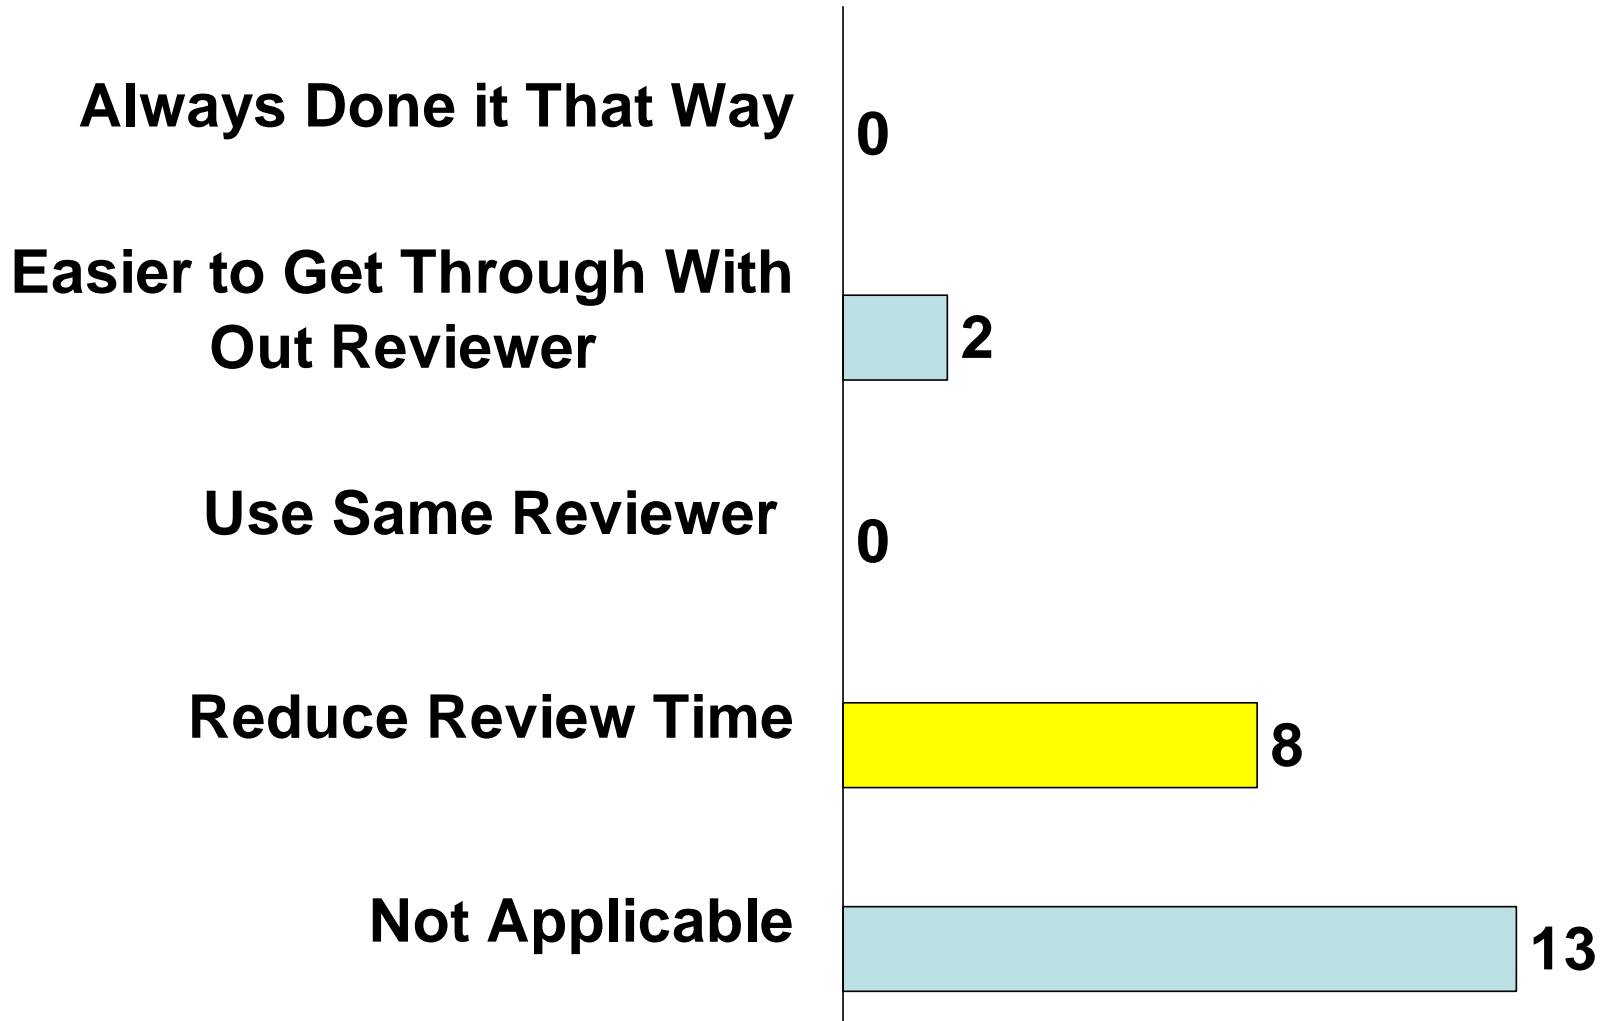 Always Done it That Way
0
Easier to Get Through With
Out Reviewer
2
Use Same Reviewer
0
Reduce Review Time
8
Not Applicable
13